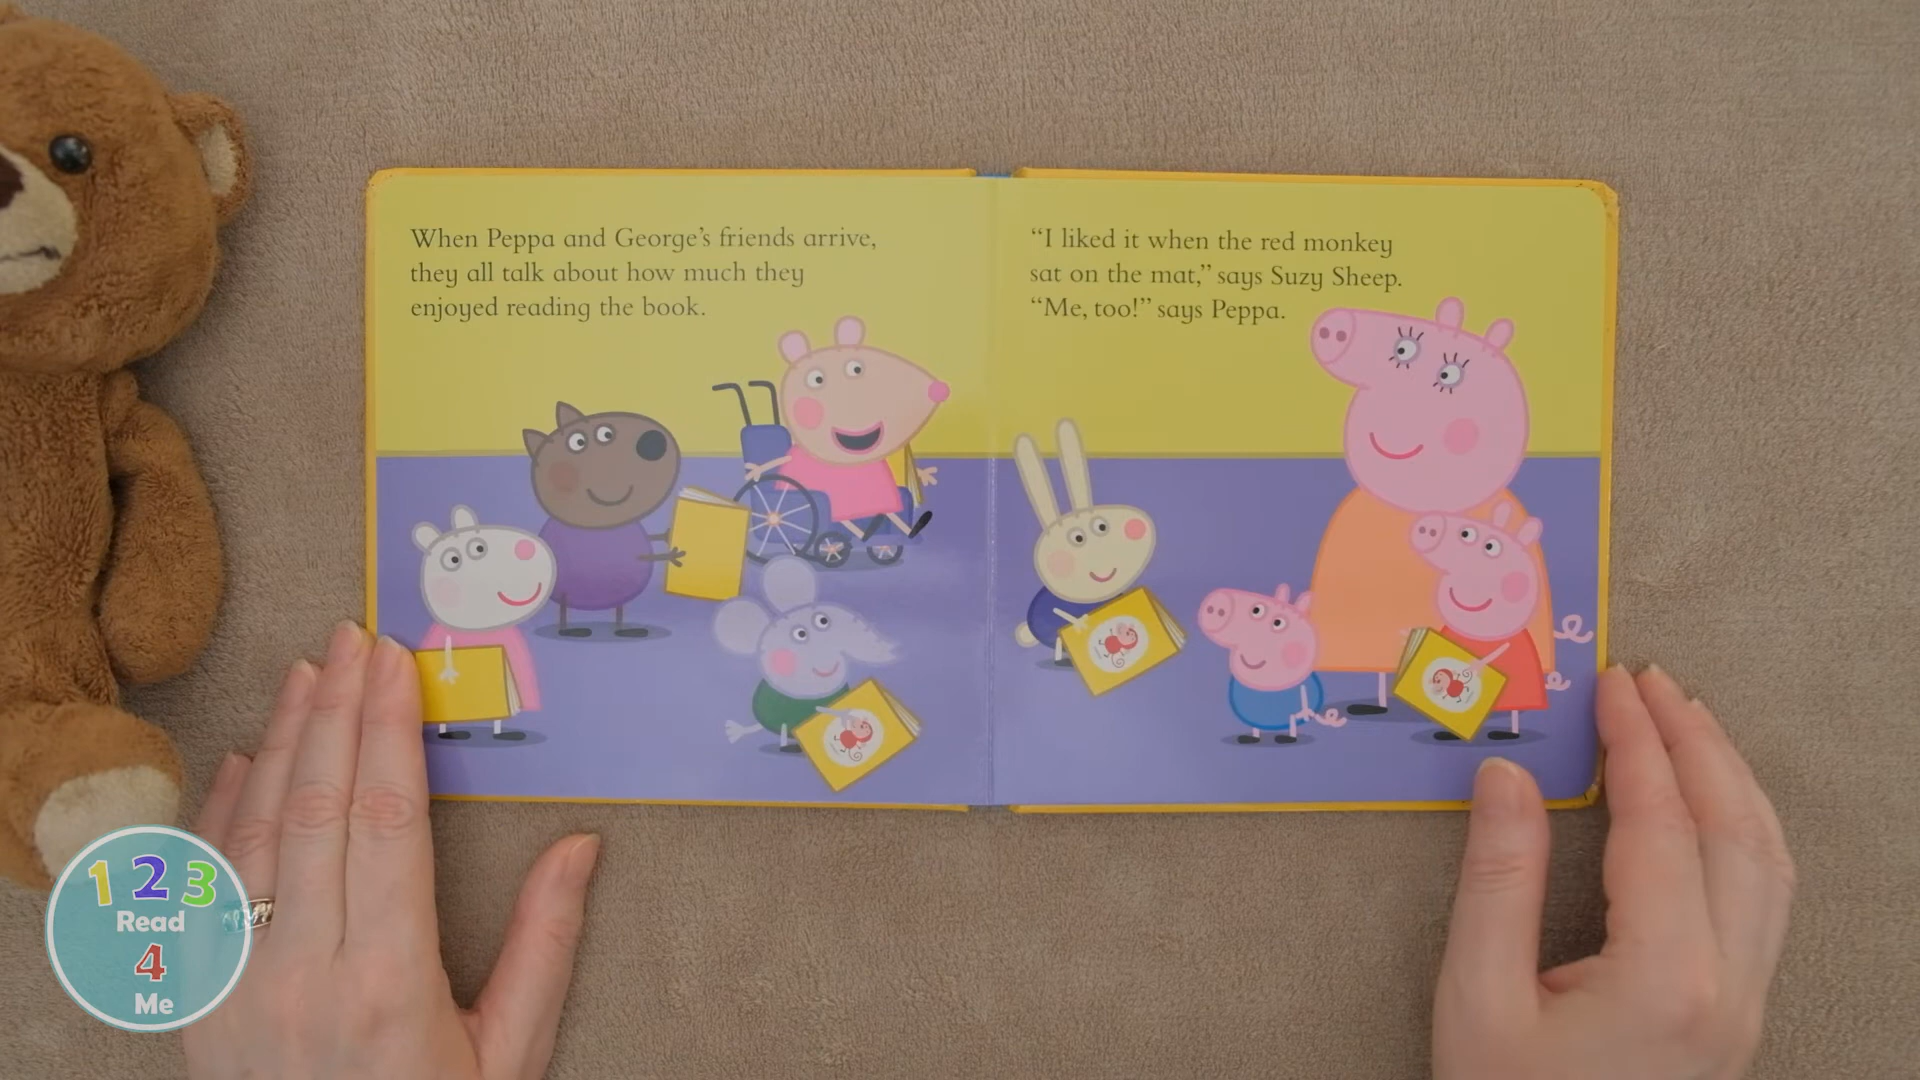 When Peppa and George’s friends arrive,
they all talk about how much they
enjoyed reading the book.
“I liked it when the red monkey
sat on the mat,” says Suzy Sheep.
“Me, too!” says Peppa.
1 2 3
Read
4
Me